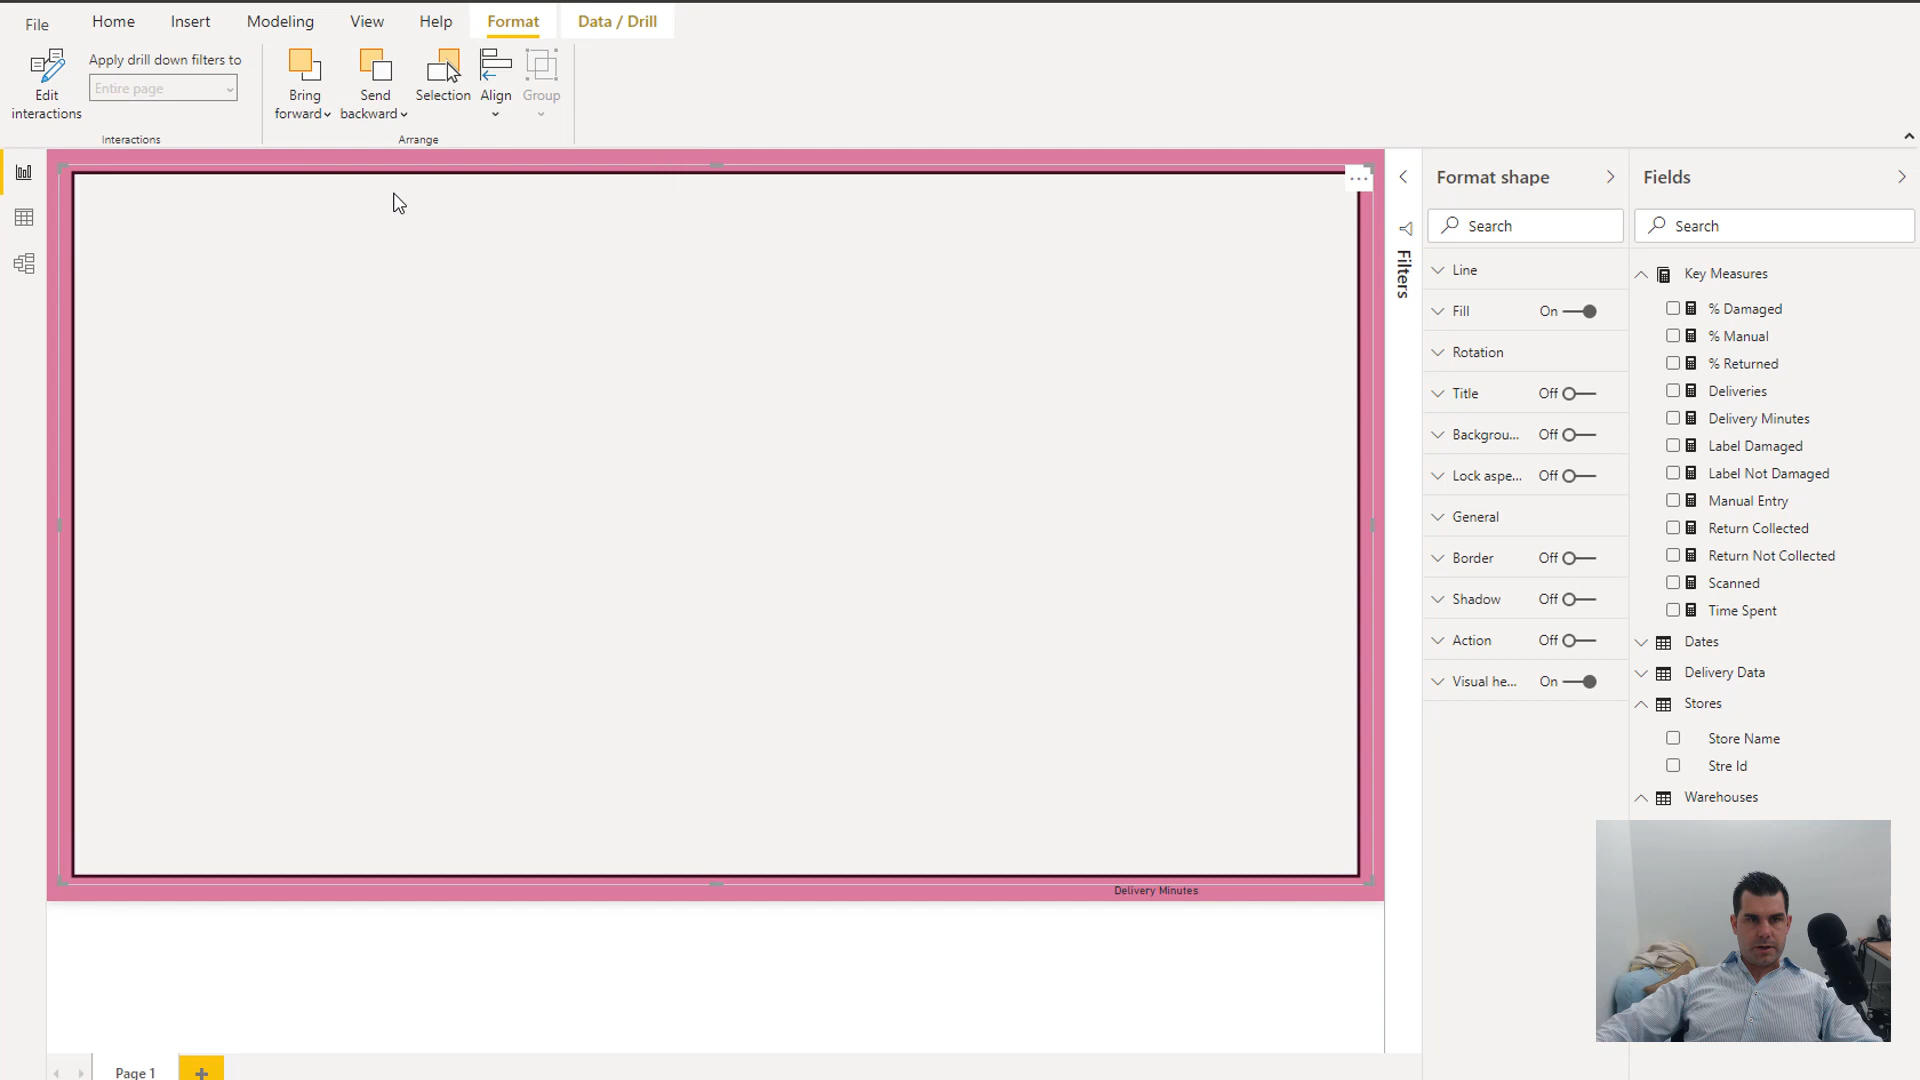 File Home Insert Modeling View Help Format Data / Drill
Apply drill down filters to
Entire page
Edit interactions
Bring forward
Send backward
Selection
Align
Group
Interactions
Arrange
Delivery Minutes
Page 1
Filters
Format shape
Search
Line
Fill On
Rotation
Title Off
Backgrou... Off
Lock aspe... Off
General
Border Off
Shadow Off
Action Off
Visual he... On
Fields
Search
Key Measures
% Damaged
% Manual
% Returned
Deliveries
Delivery Minutes
Label Damaged
Label Not Damaged
Manual Entry
Return Collected
Return Not Collected
Scanned
Time Spent
Dates
Delivery Data
Stores
Store Name
Stre Id
Warehouses